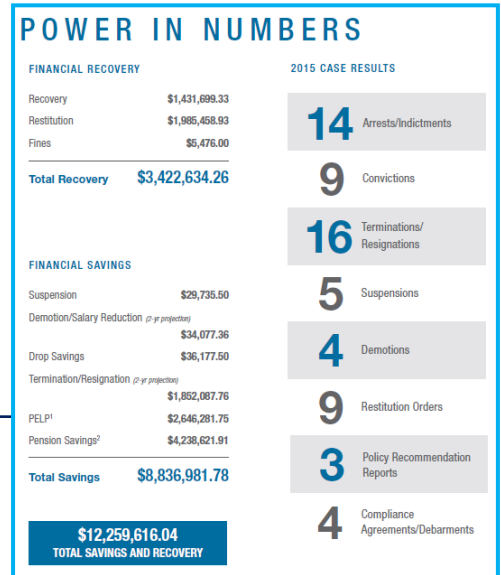 POWER IN NUMBERS
FINANCIAL RECOVERY
Recovery $1,431,699.33
Restitution $1,985,458.93
Fines $5,476.00
Total Recovery $3,422,634.26
FINANCIAL SAVINGS
Suspension $29,735.50
Demotion/Salary Reduction (2-yr projection)
$34,077.36
Drop Savings $36,177.50
Termination/Resignation (2-yr projection)
$1,852,087.76
PELP¹ $2,646,281.75
Pension Savings² $4,238,621.91
Total Savings $8,836,981.78
$12,259,616.04
TOTAL SAVINGS AND RECOVERY
2015 CASE RESULTS
14 Arrests/Indictments
9 Convictions
16 Terminations/
Resignations
5 Suspensions
4 Demotions
9 Restitution Orders
3 Policy Recommendation
Reports
4 Compliance
Agreements/Debarments